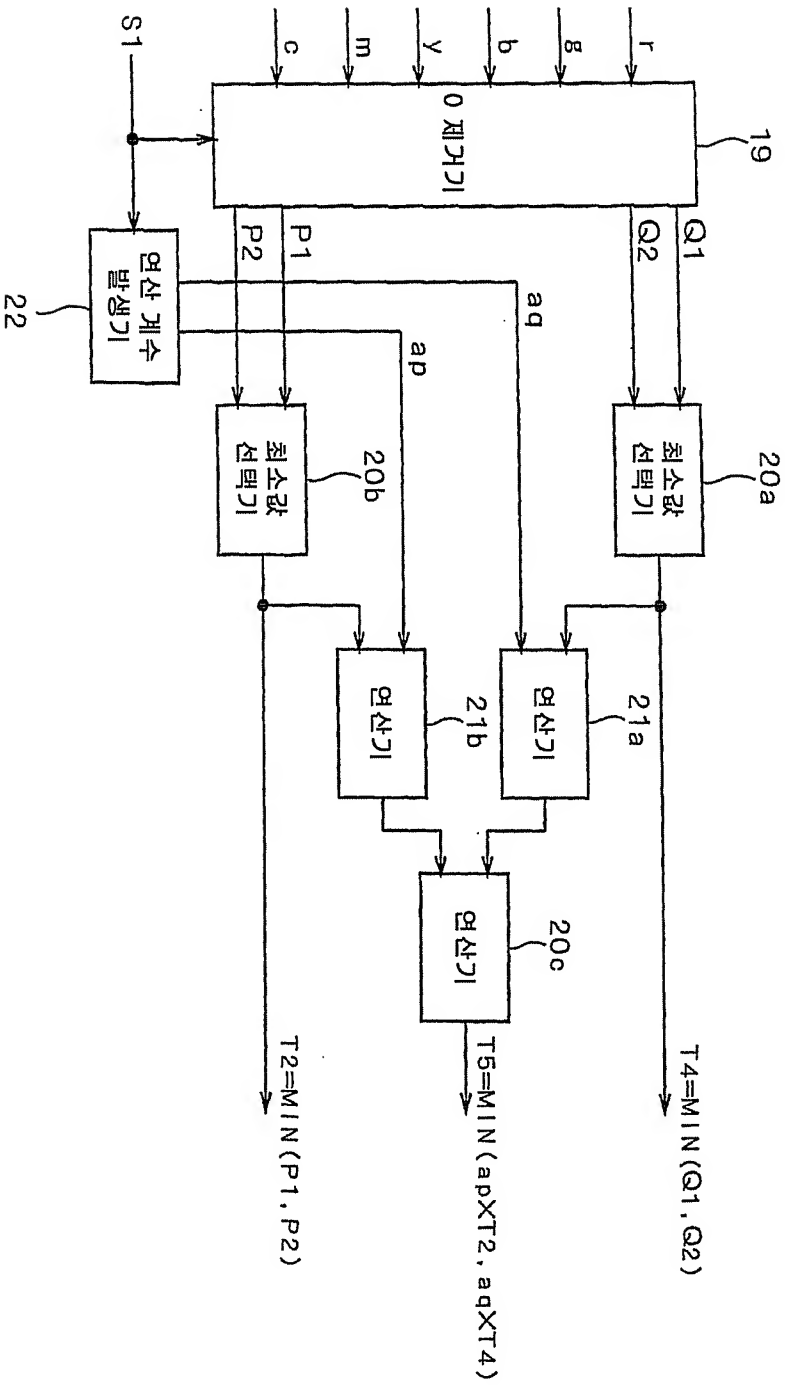 r
g
b
y
m
c
S1
0 제거기
19
Q1
Q2
P1
P2
연산 계수
발생기
22
aq
ap
최소값
선택기
20a
최소값
선택기
20b
연산기
21a
연산기
21b
연산기
20c
T4=MIN(Q1, Q2)
T5=MIN(apXT2, aqXT4)
T2=MIN(P1, P2)